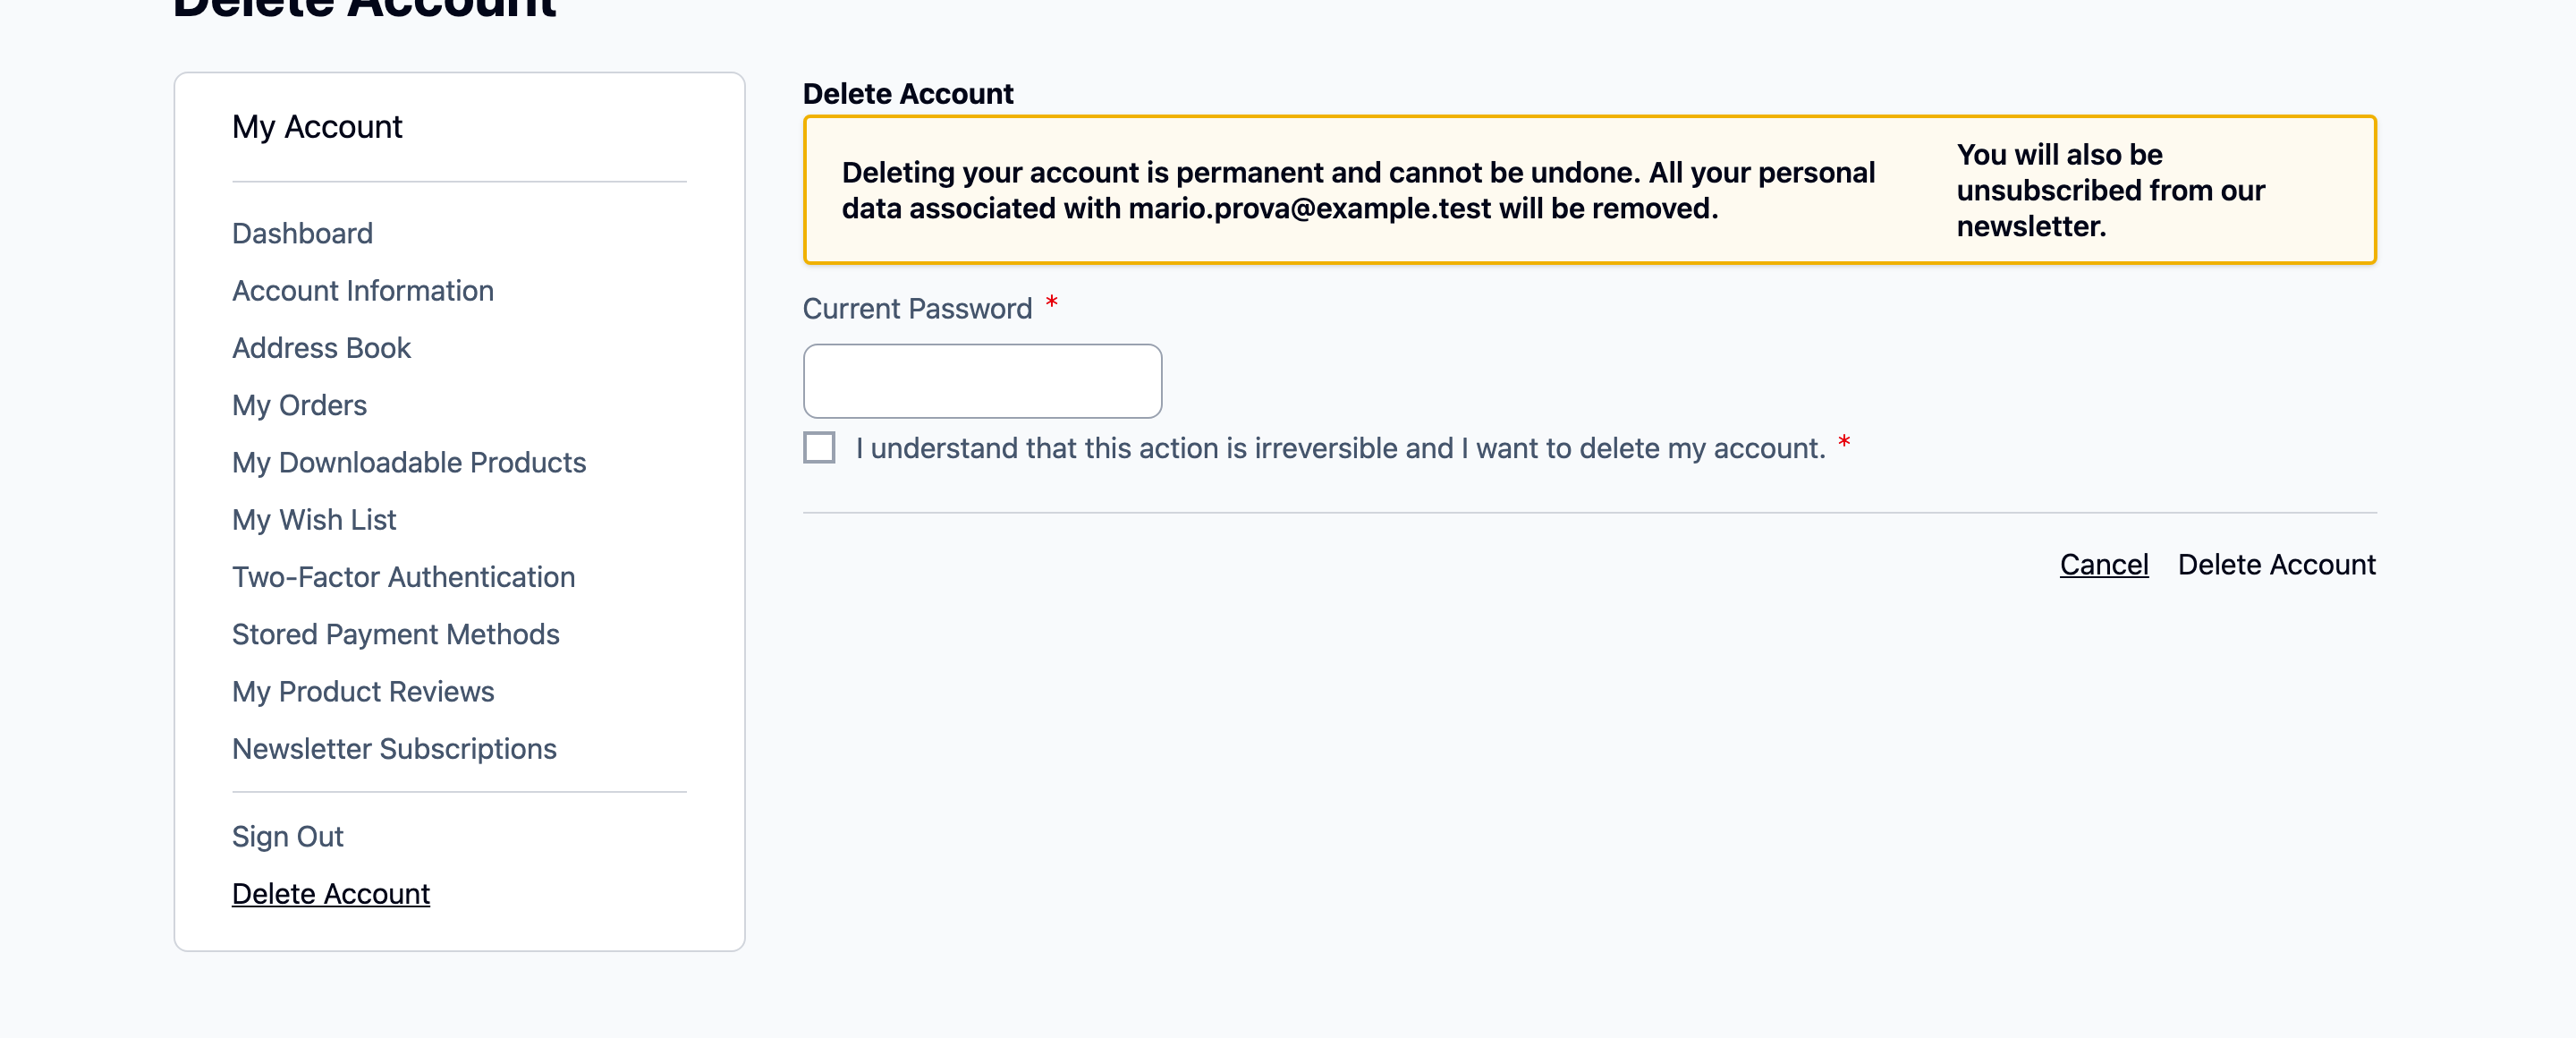 Delete Account
My Account
Dashboard
Account Information
Address Book
My Orders
My Downloadable Products
My Wish List
Two-Factor Authentication
Stored Payment Methods
My Product Reviews
Newsletter Subscriptions
Sign Out
Delete Account
Delete Account
Deleting your account is permanent and cannot be undone. All your personal
data associated with mario.prova@example.test will be removed.
You will also be
unsubscribed from our
newsletter.
Current Password *
I understand that this action is irreversible and I want to delete my account. *
Cancel
Delete Account